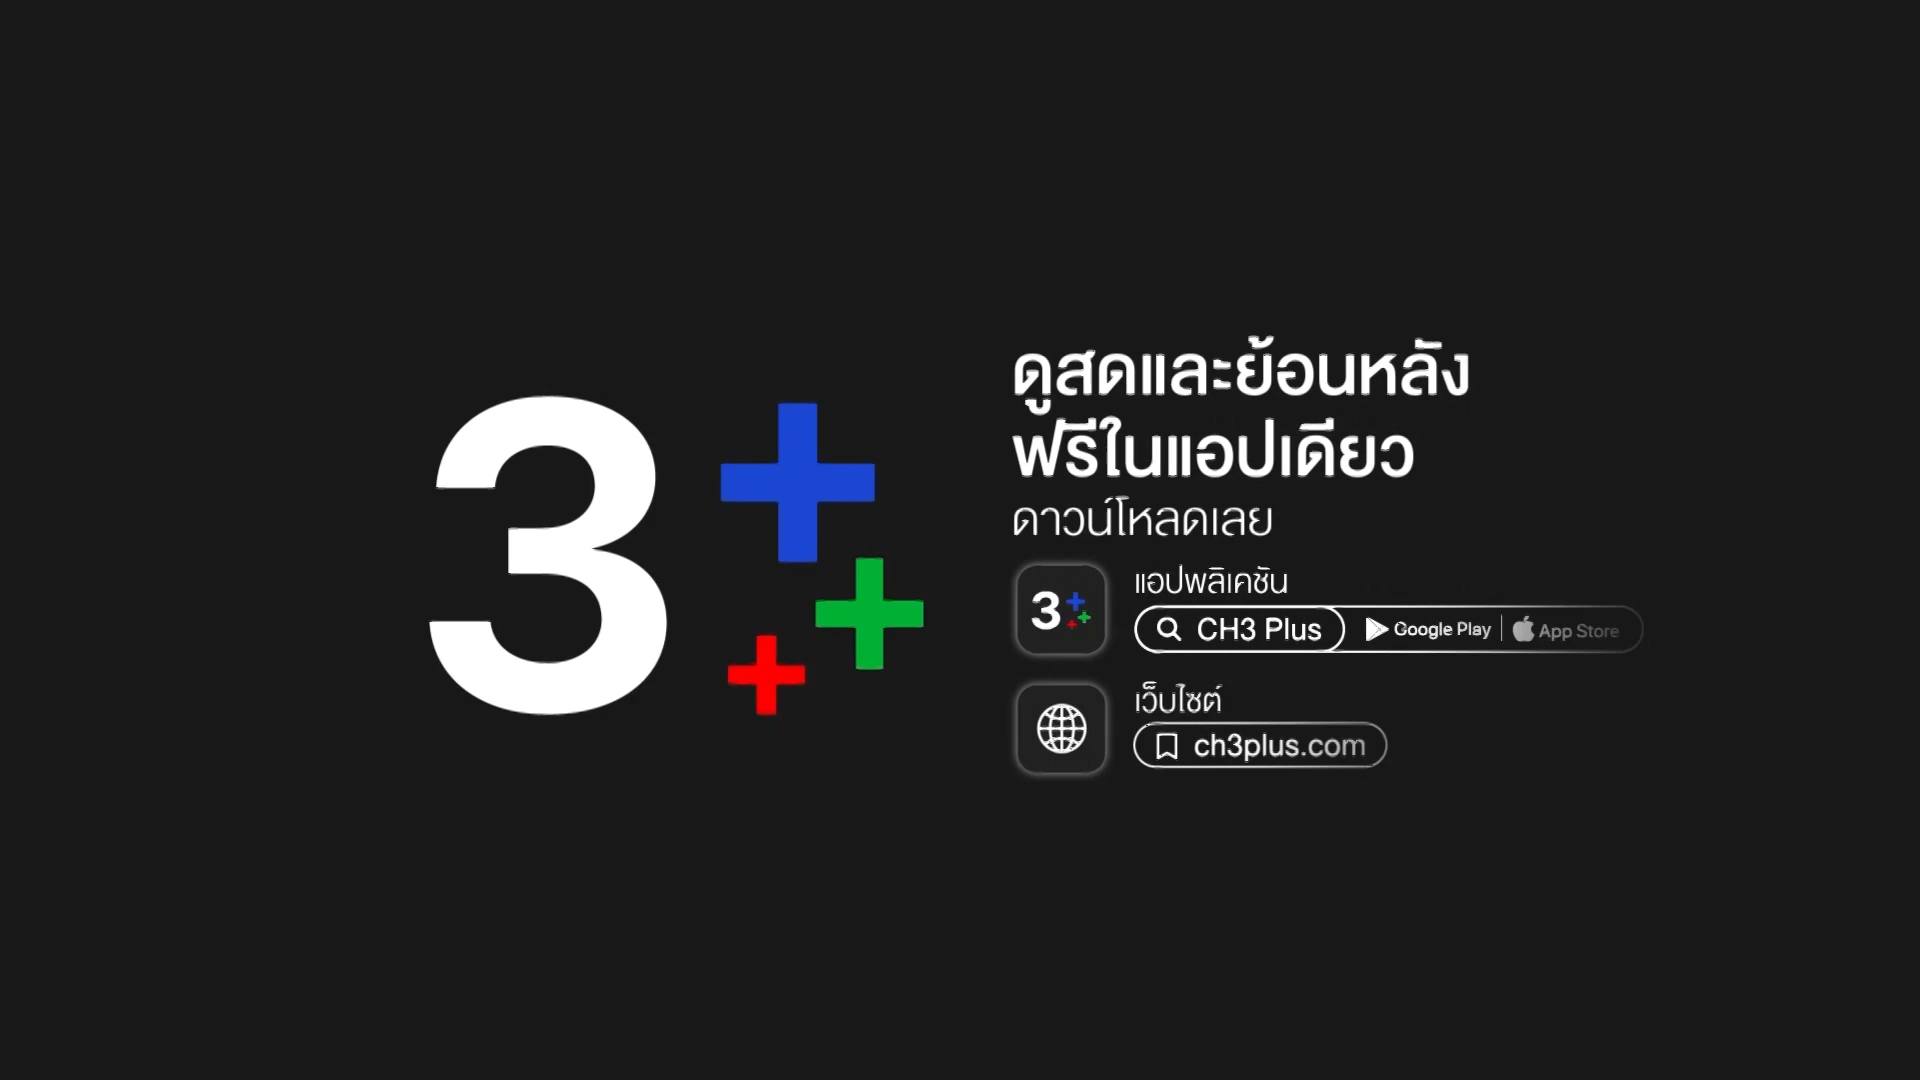 3+++
ดูสดและย้อนหลัง
ฟรีในแอปเดียว
ดาวน์โหลดเลย
3+++
แอปพลิเคชัน
CH3 Plus
Google Play
App Store
เว็บไซต์
ch3plus.com